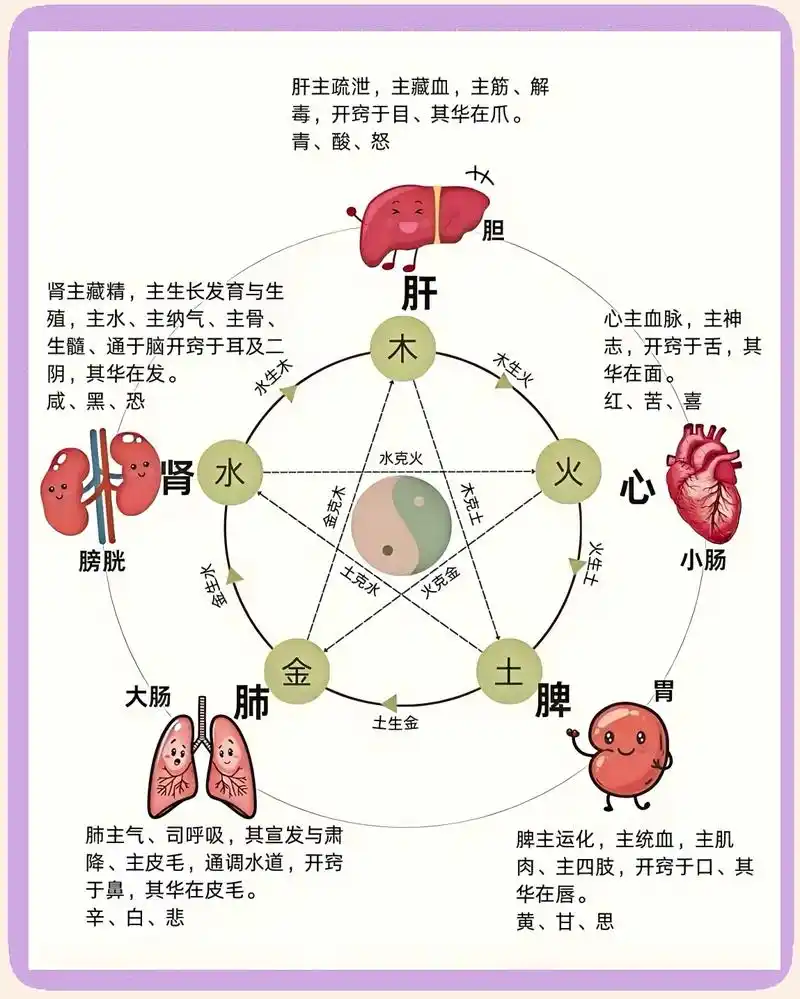 肝主疏泄，主藏血，主筋、解
毒，开窍于目、其华在爪。
青、酸、怒
胆
肝
肾主藏精，主生长发育与生
殖，主水、主纳气、主骨、
生髓、通于脑开窍于耳及二
阴，其华在发。
咸、黑、恐
心主血脉，主神
志，开窍于舌，其
华在面。
红、苦、喜
木
水生木
木生火
肾
水
水克火
火
心
膀胱
小肠
金克木
木克土
金生水
土克水
火克金
火生土
大肠
肺
金
土
脾
胃
土生金
肺主气、司呼吸，其宣发与肃
降、主皮毛，通调水道，开窍
于鼻，其华在皮毛。
辛、白、悲
脾主运化，主统血，主肌
肉、主四肢，开窍于口、其
华在唇。
黄、甘、思